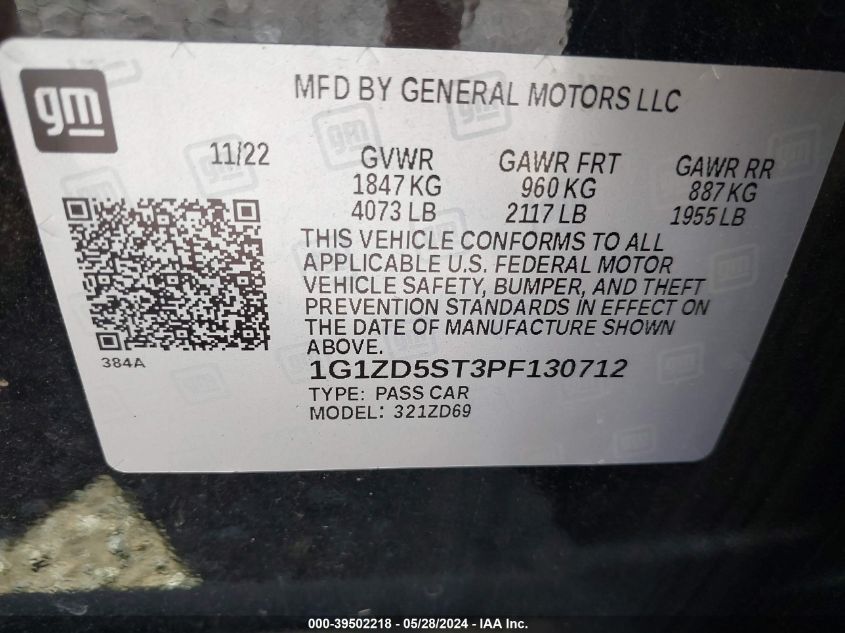 gm
MFD BY GENERAL MOTORS LLC
11/22
GVWR
1847 KG
4073 LB
GAWR FRT
960 KG
2117 LB
GAWR RR
887 KG
1955 LB
THIS VEHICLE CONFORMS TO ALL
APPLICABLE U.S. FEDERAL MOTOR
VEHICLE SAFETY, BUMPER, AND THEFT
PREVENTION STANDARDS IN EFFECT ON
THE DATE OF MANUFACTURE SHOWN
ABOVE.
384A
1G1ZD5ST3PF130712
TYPE: PASS CAR
MODEL: 321ZD69
000-39502218 - 05/28/2024 - IAA Inc.